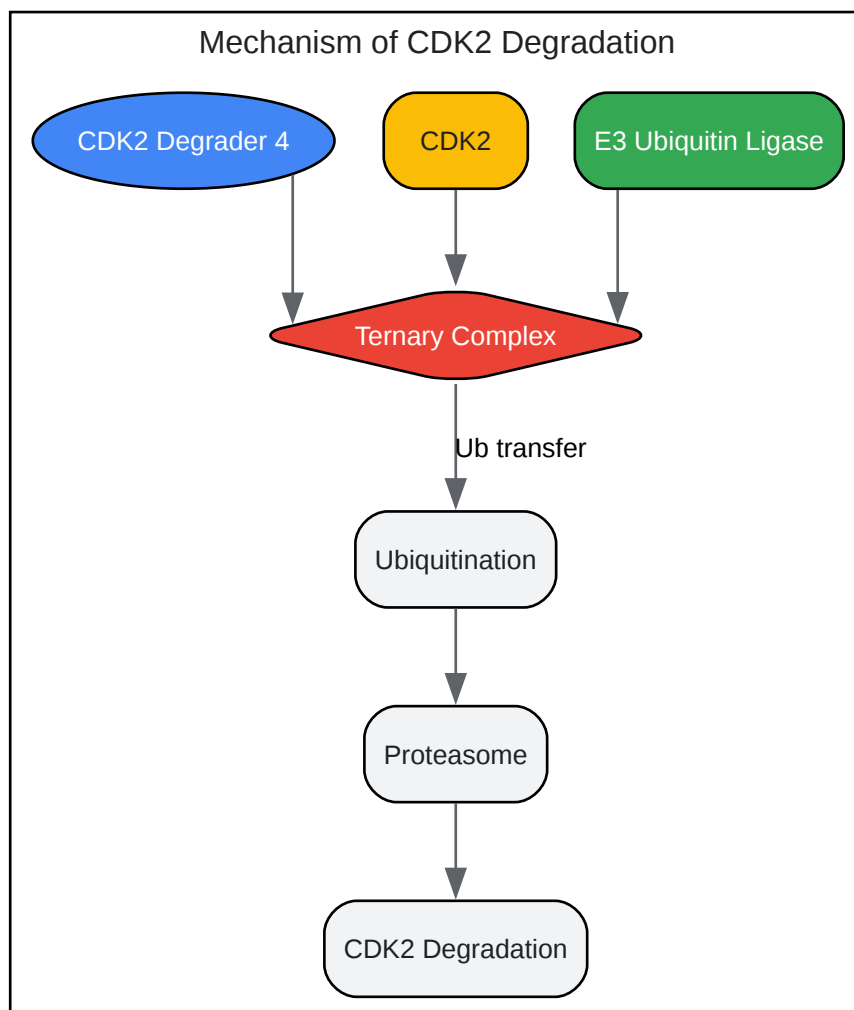 Mechanism of CDK2 Degradation
CDK2 Degrader 4
CDK2
E3 Ubiquitin Ligase
Ternary Complex
Ub transfer
Ubiquitination
Proteasome
CDK2 Degradation